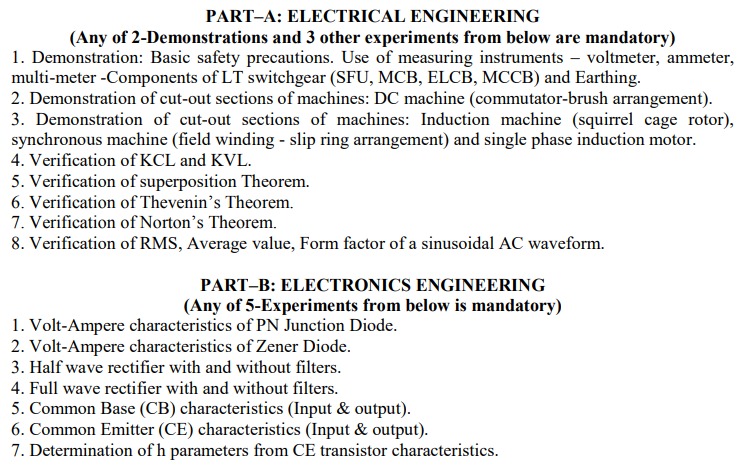 PART–A: ELECTRICAL ENGINEERING
(Any of 2-Demonstrations and 3 other experiments from below are mandatory)
1. Demonstration: Basic safety precautions. Use of measuring instruments – voltmeter, ammeter,
multi-meter -Components of LT switchgear (SFU, MCB, ELCB, MCCB) and Earthing.
2. Demonstration of cut-out sections of machines: DC machine (commutator-brush arrangement).
3. Demonstration of cut-out sections of machines: Induction machine (squirrel cage rotor),
synchronous machine (field winding - slip ring arrangement) and single phase induction motor.
4. Verification of KCL and KVL.
5. Verification of superposition Theorem.
6. Verification of Thevenin’s Theorem.
7. Verification of Norton’s Theorem.
8. Verification of RMS, Average value, Form factor of a sinusoidal AC waveform.
PART–B: ELECTRONICS ENGINEERING
(Any of 5-Experiments from below is mandatory)
1. Volt-Ampere characteristics of PN Junction Diode.
2. Volt-Ampere characteristics of Zener Diode.
3. Half wave rectifier with and without filters.
4. Full wave rectifier with and without filters.
5. Common Base (CB) characteristics (Input & output).
6. Common Emitter (CE) characteristics (Input & output).
7. Determination of h parameters from CE transistor characteristics.